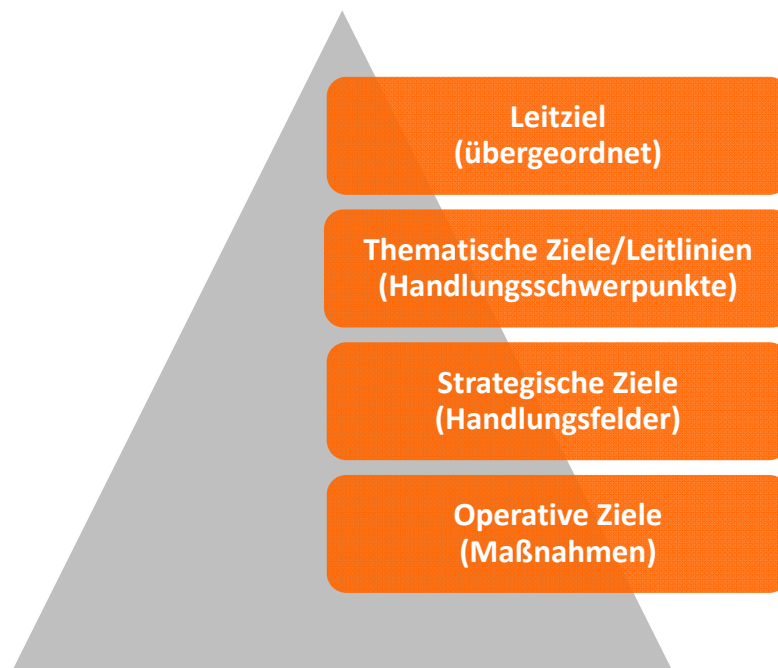 Leitziel
(übergeordnet)
Thematische Ziele/Leitlinien
(Handlungsschwerpunkte)
Strategische Ziele
(Handlungsfelder)
Operative Ziele
(Maßnahmen)